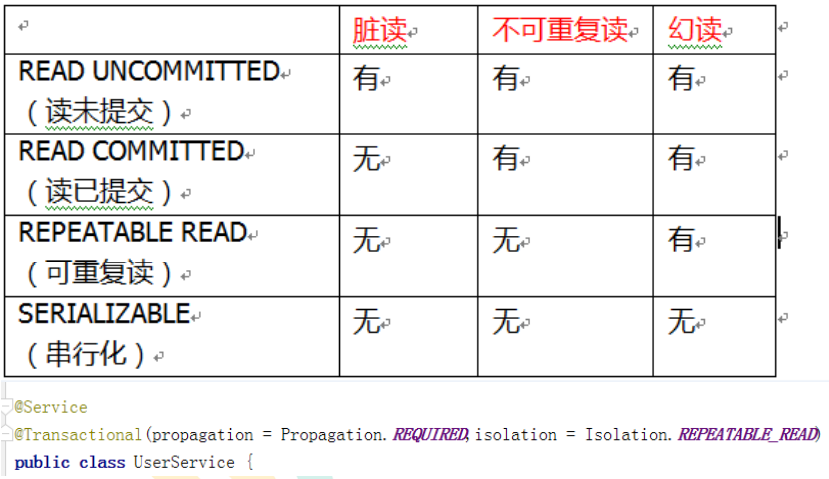 脏读 不可重复读 幻读
READ UNCOMMITTED 有 有 有
（读未提交）
READ COMMITTED 无 有 有
（读已提交）
REPEATABLE READ 无 无 有
（可重复读）
SERIALIZABLE 无 无 无
（串行化）
@Service
@Transactional(propagation = Propagation.REQUIRED,isolation = Isolation.REPEATABLE_READ)
public class UserService {